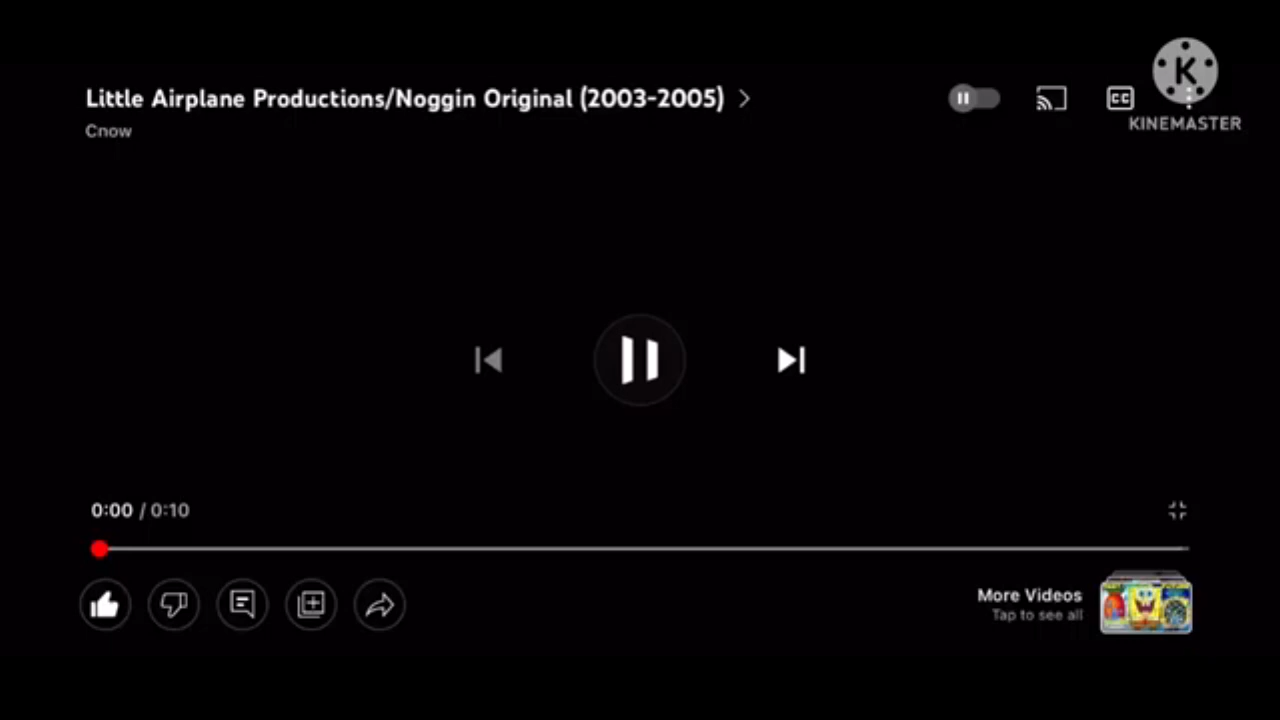 Little Airplane Productions/Noggin Original (2003-2005)
Cnow
CC
K
KINEMASTER
0:00 / 0:10
More Videos
Tap to see all